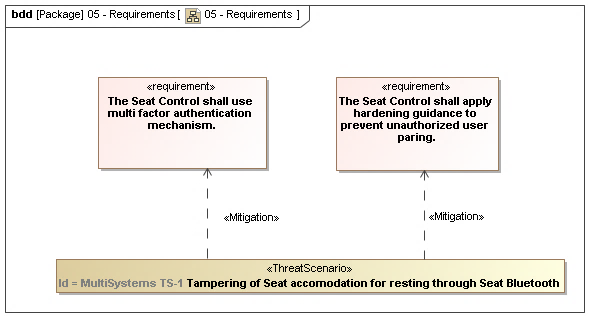 bdd [Package] 05 - Requirements [ 05 - Requirements ]
«requirement»
The Seat Control shall use
multi factor authentication
mechanism.
«requirement»
The Seat Control shall apply
hardening guidance to
prevent unauthorized user
paring.
«Mitigation»
«Mitigation»
«ThreatScenario»
Id = MultiSystems TS-1 Tampering of Seat accomodation for resting through Seat Bluetooth